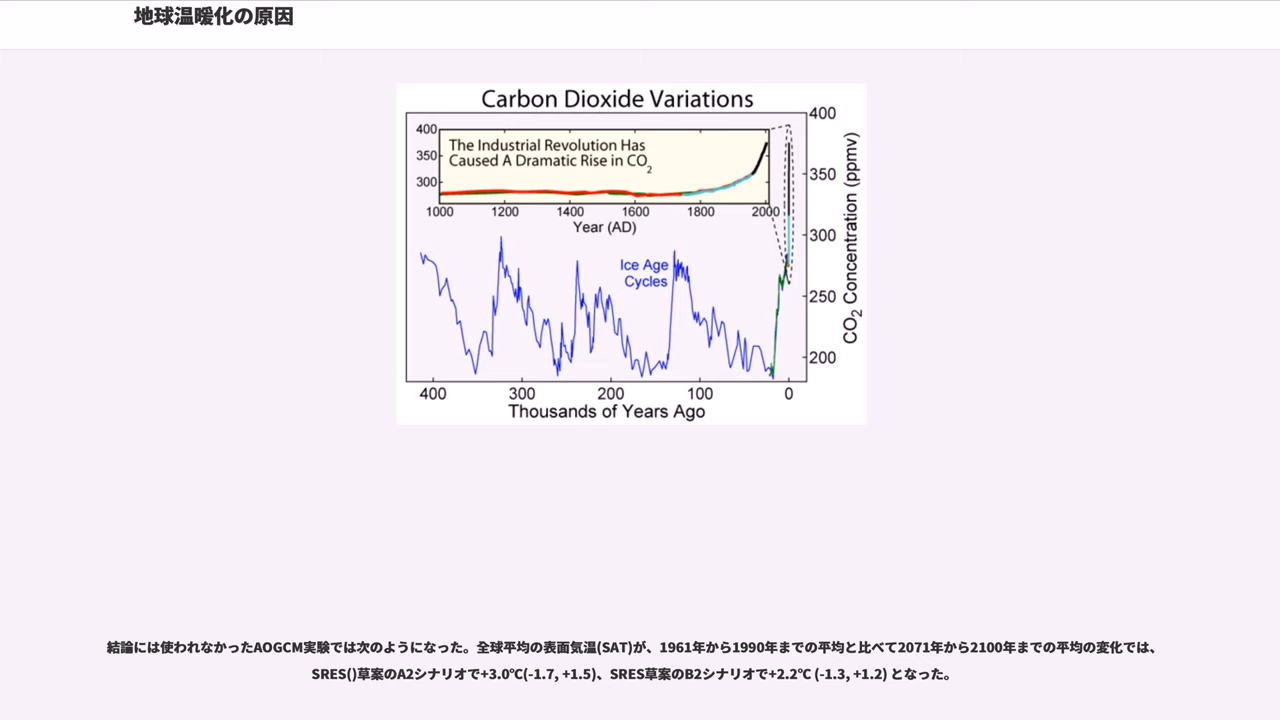 地球温暖化の原因
Carbon Dioxide Variations
The Industrial Revolution Has
Caused A Dramatic Rise in CO2
400
350
300
1000 1200 1400 1600 1800 2000
Year (AD)
Ice Age
Cycles
400
350
300
250
200
CO2 Concentration (ppmv)
400 300 200 100 0
Thousands of Years Ago
結論には使われなかったAOGCM実験では次のようになった。全球平均の表面気温(SAT)が、1961年から1990年までの平均と比べて2071年から2100年までの平均の変化では、
SRES()草案のA2シナリオで+3.0℃(-1.7, +1.5)、SRES草案のB2シナリオで+2.2℃ (-1.3, +1.2) となった。